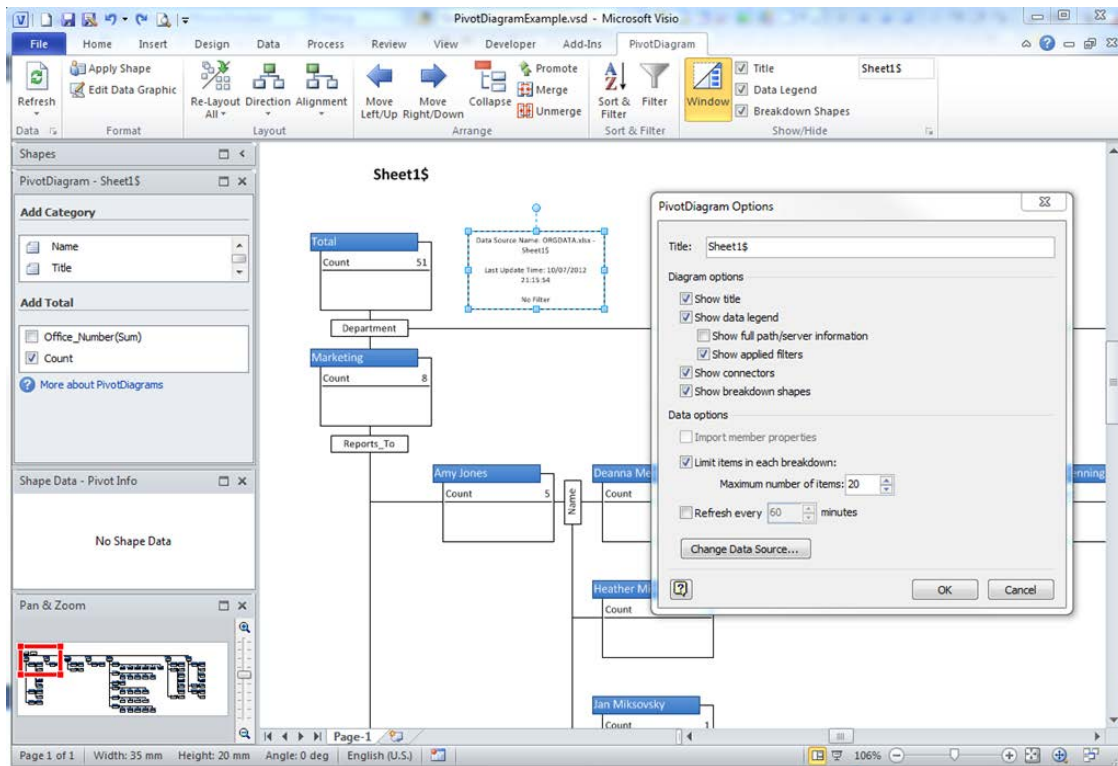 PivotDiagramExample.vsd - Microsoft Visio
File Home Insert Design Data Process Review View Developer Add-Ins PivotDiagram
Refresh
Data
Apply Shape
Edit Data Graphic
Format
Re-Layout All
Direction
Alignment
Layout
Move Left/Up
Move Right/Down
Collapse
Promote
Merge
Unmerge
Arrange
Sort & Filter
Filter
Sort & Filter
Window
Title
Data Legend
Breakdown Shapes
Sheet1$
Show/Hide
Shapes
PivotDiagram - Sheet1$
Add Category
Name
Title
Add Total
Office_Number(Sum)
Count
More about PivotDiagrams
Shape Data - Pivot Info
No Shape Data
Pan & Zoom
Sheet1$
Total
Count 51
Data Source Name: ORGDATA.xlsx -
Sheet1$
Last Update Time: 10/07/2012
21:15:54
No Filter
Department
Marketing
Count 8
Reports_To
Amy Jones
Count 5
Name
Deanna Me
Count
Heather Mi
Count
Jan Miksovsky
Count 1
enning
PivotDiagram Options
Title: Sheet1$
Diagram options
Show title
Show data legend
Show full path/server information
Show applied filters
Show connectors
Show breakdown shapes
Data options
Import member properties
Limit items in each breakdown:
Maximum number of items: 20
Refresh every 60 minutes
Change Data Source...
OK Cancel
Page-1
Page 1 of 1 Width: 35 mm Height: 20 mm Angle: 0 deg English (U.S.) 106%